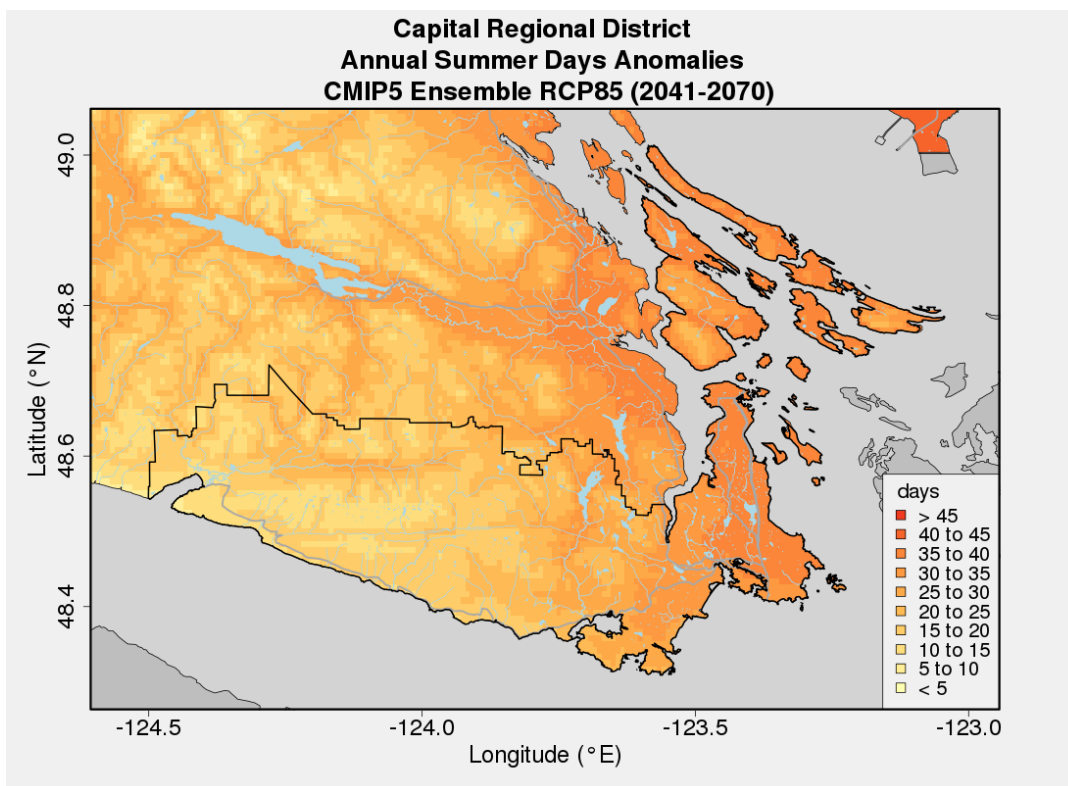 Capital Regional District
Annual Summer Days Anomalies
CMIP5 Ensemble RCP85 (2041-2070)
Latitude (°N)
49.0
48.8
48.6
48.4
days
> 45
40 to 45
35 to 40
30 to 35
25 to 30
20 to 25
15 to 20
10 to 15
5 to 10
< 5
-124.5
-124.0
-123.5
-123.0
Longitude (°E)